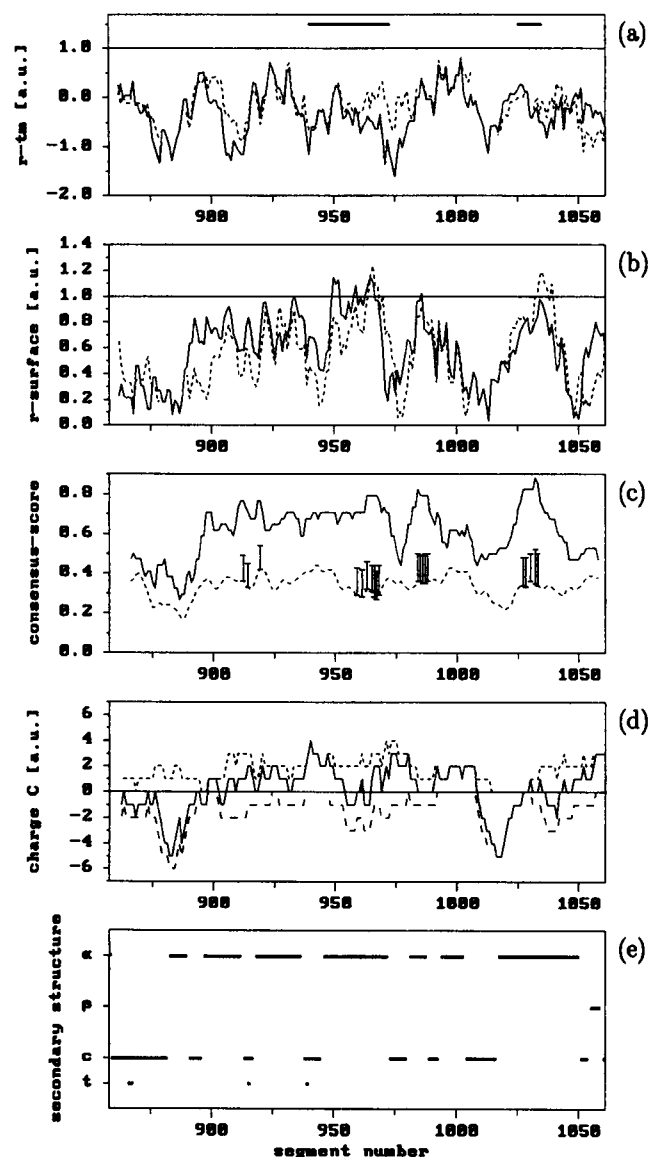 (a)
r-tm [a.u.]
1.0
0.0
-1.0
-2.0
900
950
1000
1050
(b)
r-surface [a.u.]
1.4
1.2
1.0
0.8
0.6
0.4
0.2
0.0
900
950
1000
1050
(c)
consensus-score
0.8
0.6
0.4
0.2
0.0
900
950
1000
1050
(d)
charge C [a.u.]
6
4
2
0
-2
-4
-6
900
950
1000
1050
(e)
secondary structure
α
β
c
t
900
950
1000
1050
segment number